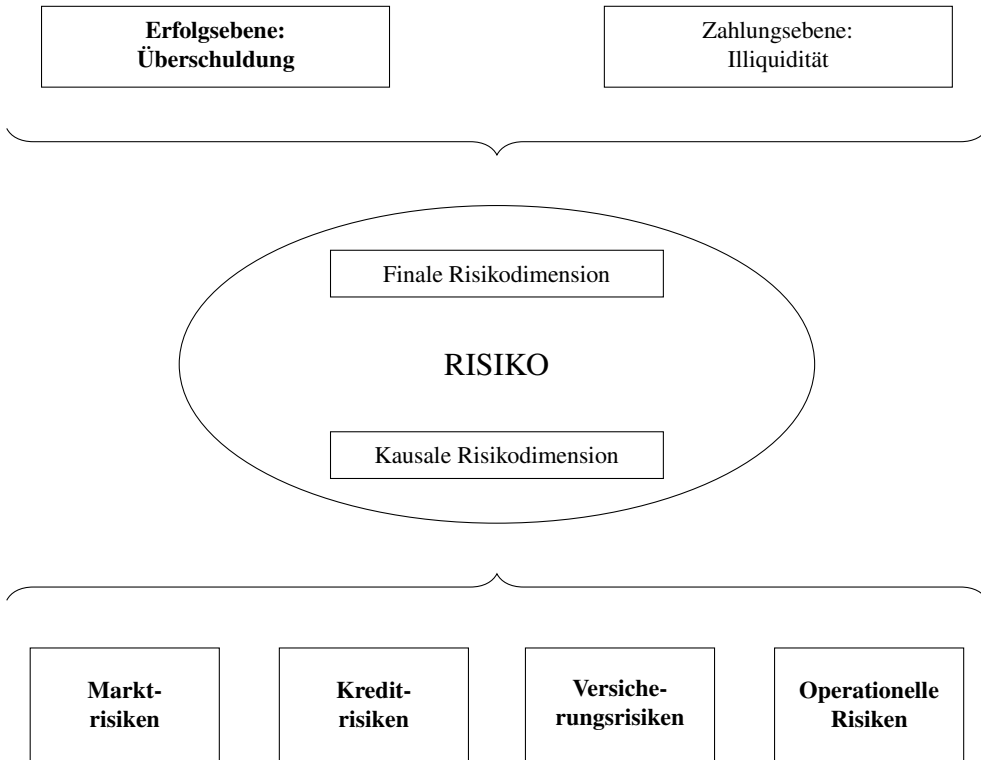 Erfolgsebene:
Überschuldung
Zahlungsebene:
Illiquidität
Finale Risikodimension
RISIKO
Kausale Risikodimension
Markt-
risiken
Kredit-
risiken
Versiche-
rungsrisiken
Operationelle
Risiken